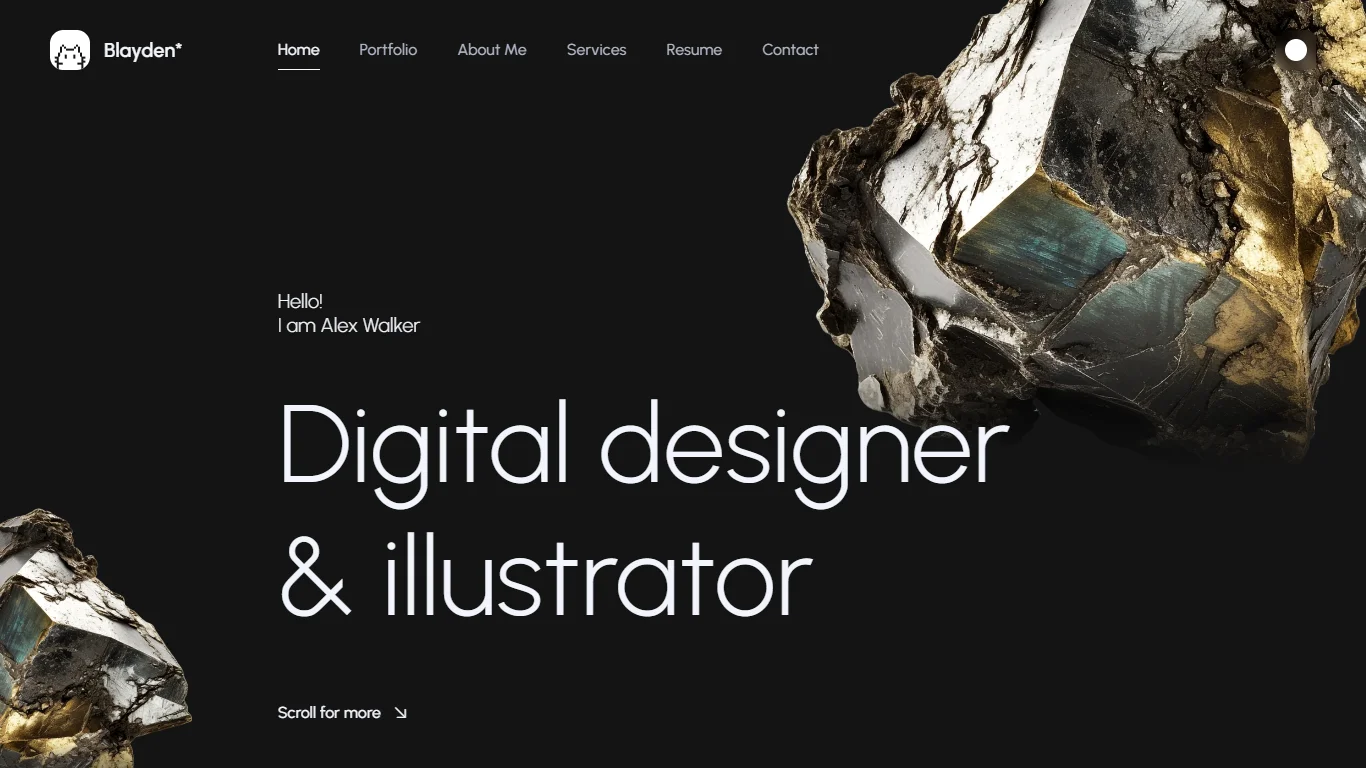 Blayden*
Home
Portfolio
About Me
Services
Resume
Contact
Hello!
I am Alex Walker
Digital designer
& illustrator
Scroll for more